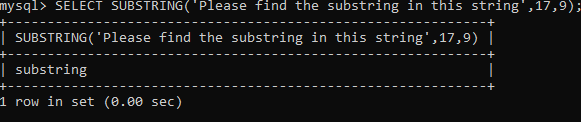 mysql> SELECT SUBSTRING('Please find the substring in this string',17,9);
+---------------------------------------------------------------+
| SUBSTRING('Please find the substring in this string',17,9) |
+---------------------------------------------------------------+
| substring |
+---------------------------------------------------------------+
1 row in set (0.00 sec)